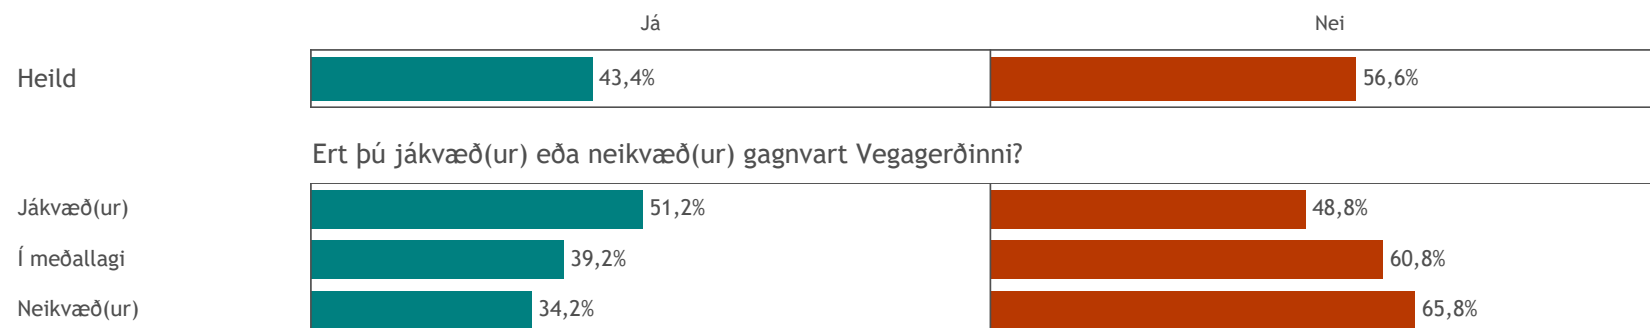 Já Nei
Heild 43,4% 56,6%
Ert þú jákvæð(ur) eða neikvæð(ur) gagnvart Vegagerðinni?
Jákvæð(ur) 51,2% 48,8%
Í meðallagi 39,2% 60,8%
Neikvæð(ur) 34,2% 65,8%